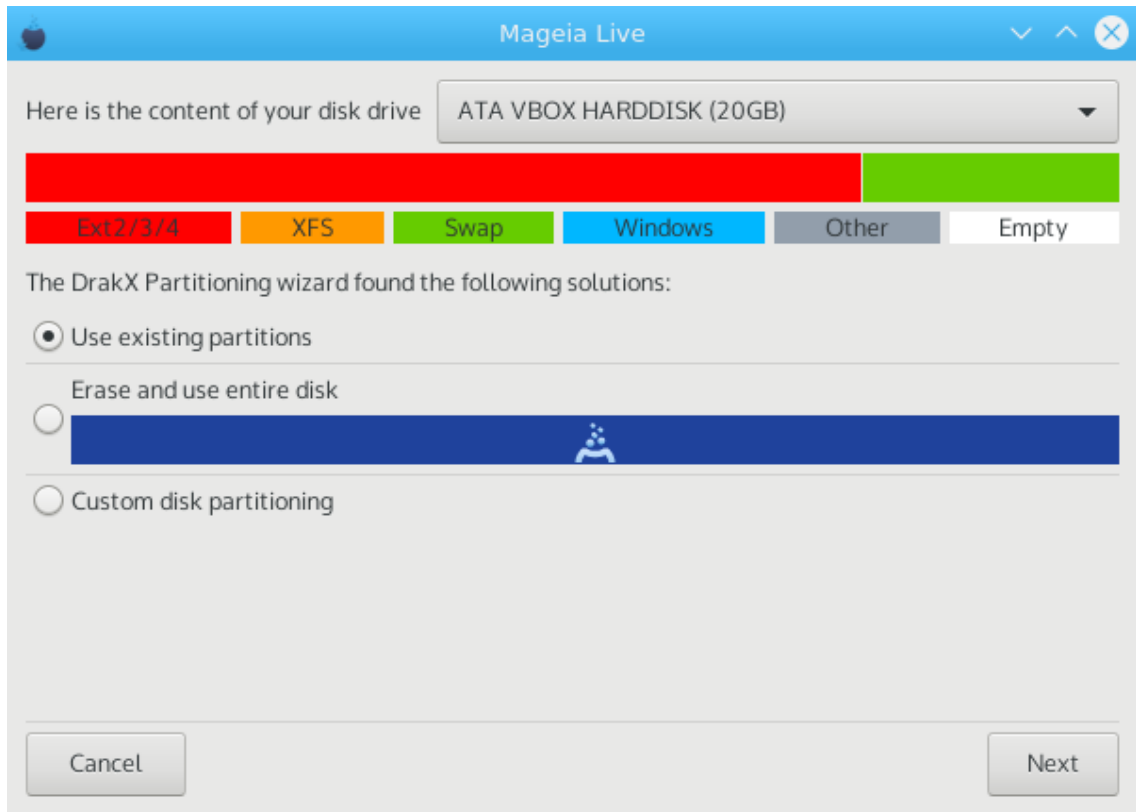 Mageia Live
Here is the content of your disk drive ATA VBOX HARDDISK (20GB)
Ext2/3/4 XFS Swap Windows Other Empty
The DrakX Partitioning wizard found the following solutions:
Use existing partitions
Erase and use entire disk
Custom disk partitioning
Cancel Next